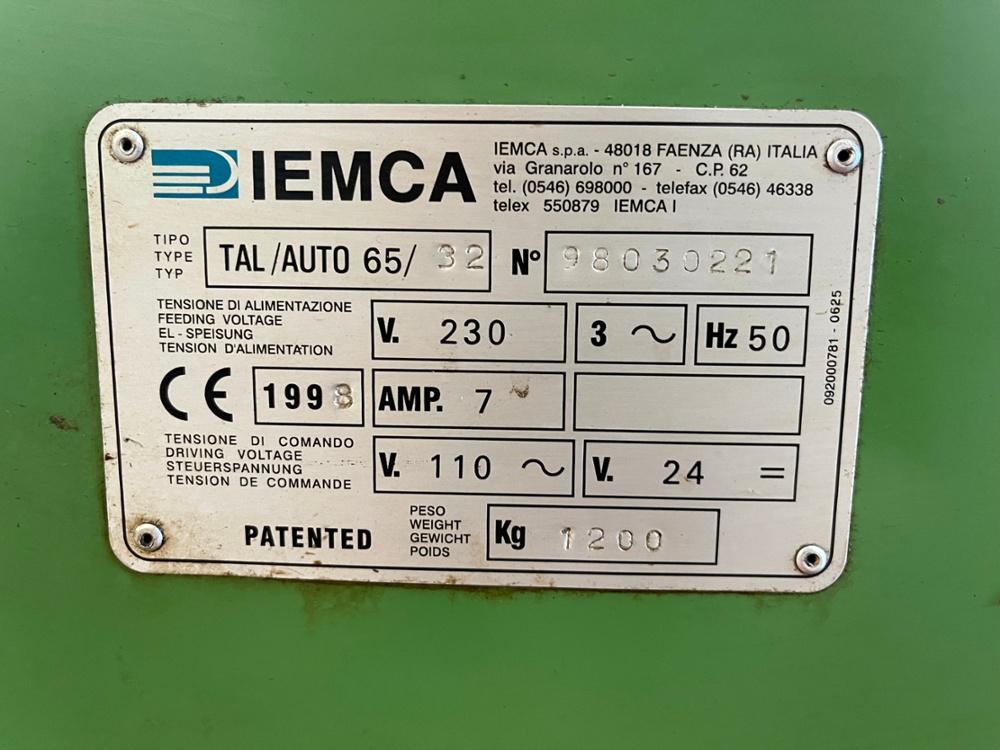 IEMCA
IEMCA s.p.a. - 48018 FAENZA (RA) ITALIA
via Granarolo n° 167 - C.P. 62
tel. (0546) 698000 - telefax (0546) 46338
telex 550879 IEMCA I
TIPO
TYPE
TYP
TAL/AUTO 65/ 32
N° 98030221
TENSIONE DI ALIMENTAZIONE
FEEDING VOLTAGE
EL - SPEISUNG
TENSION D'ALIMENTATION
V. 230
3 ~
Hz 50
CE
1998
AMP. 7
TENSIONE DI COMANDO
DRIVING VOLTAGE
STEUERSPANNUNG
TENSION DE COMMANDE
V. 110 ~
V. 24 =
PATENTED
PESO
WEIGHT
GEWICHT
POIDS
Kg 1200
092000781 - 0625